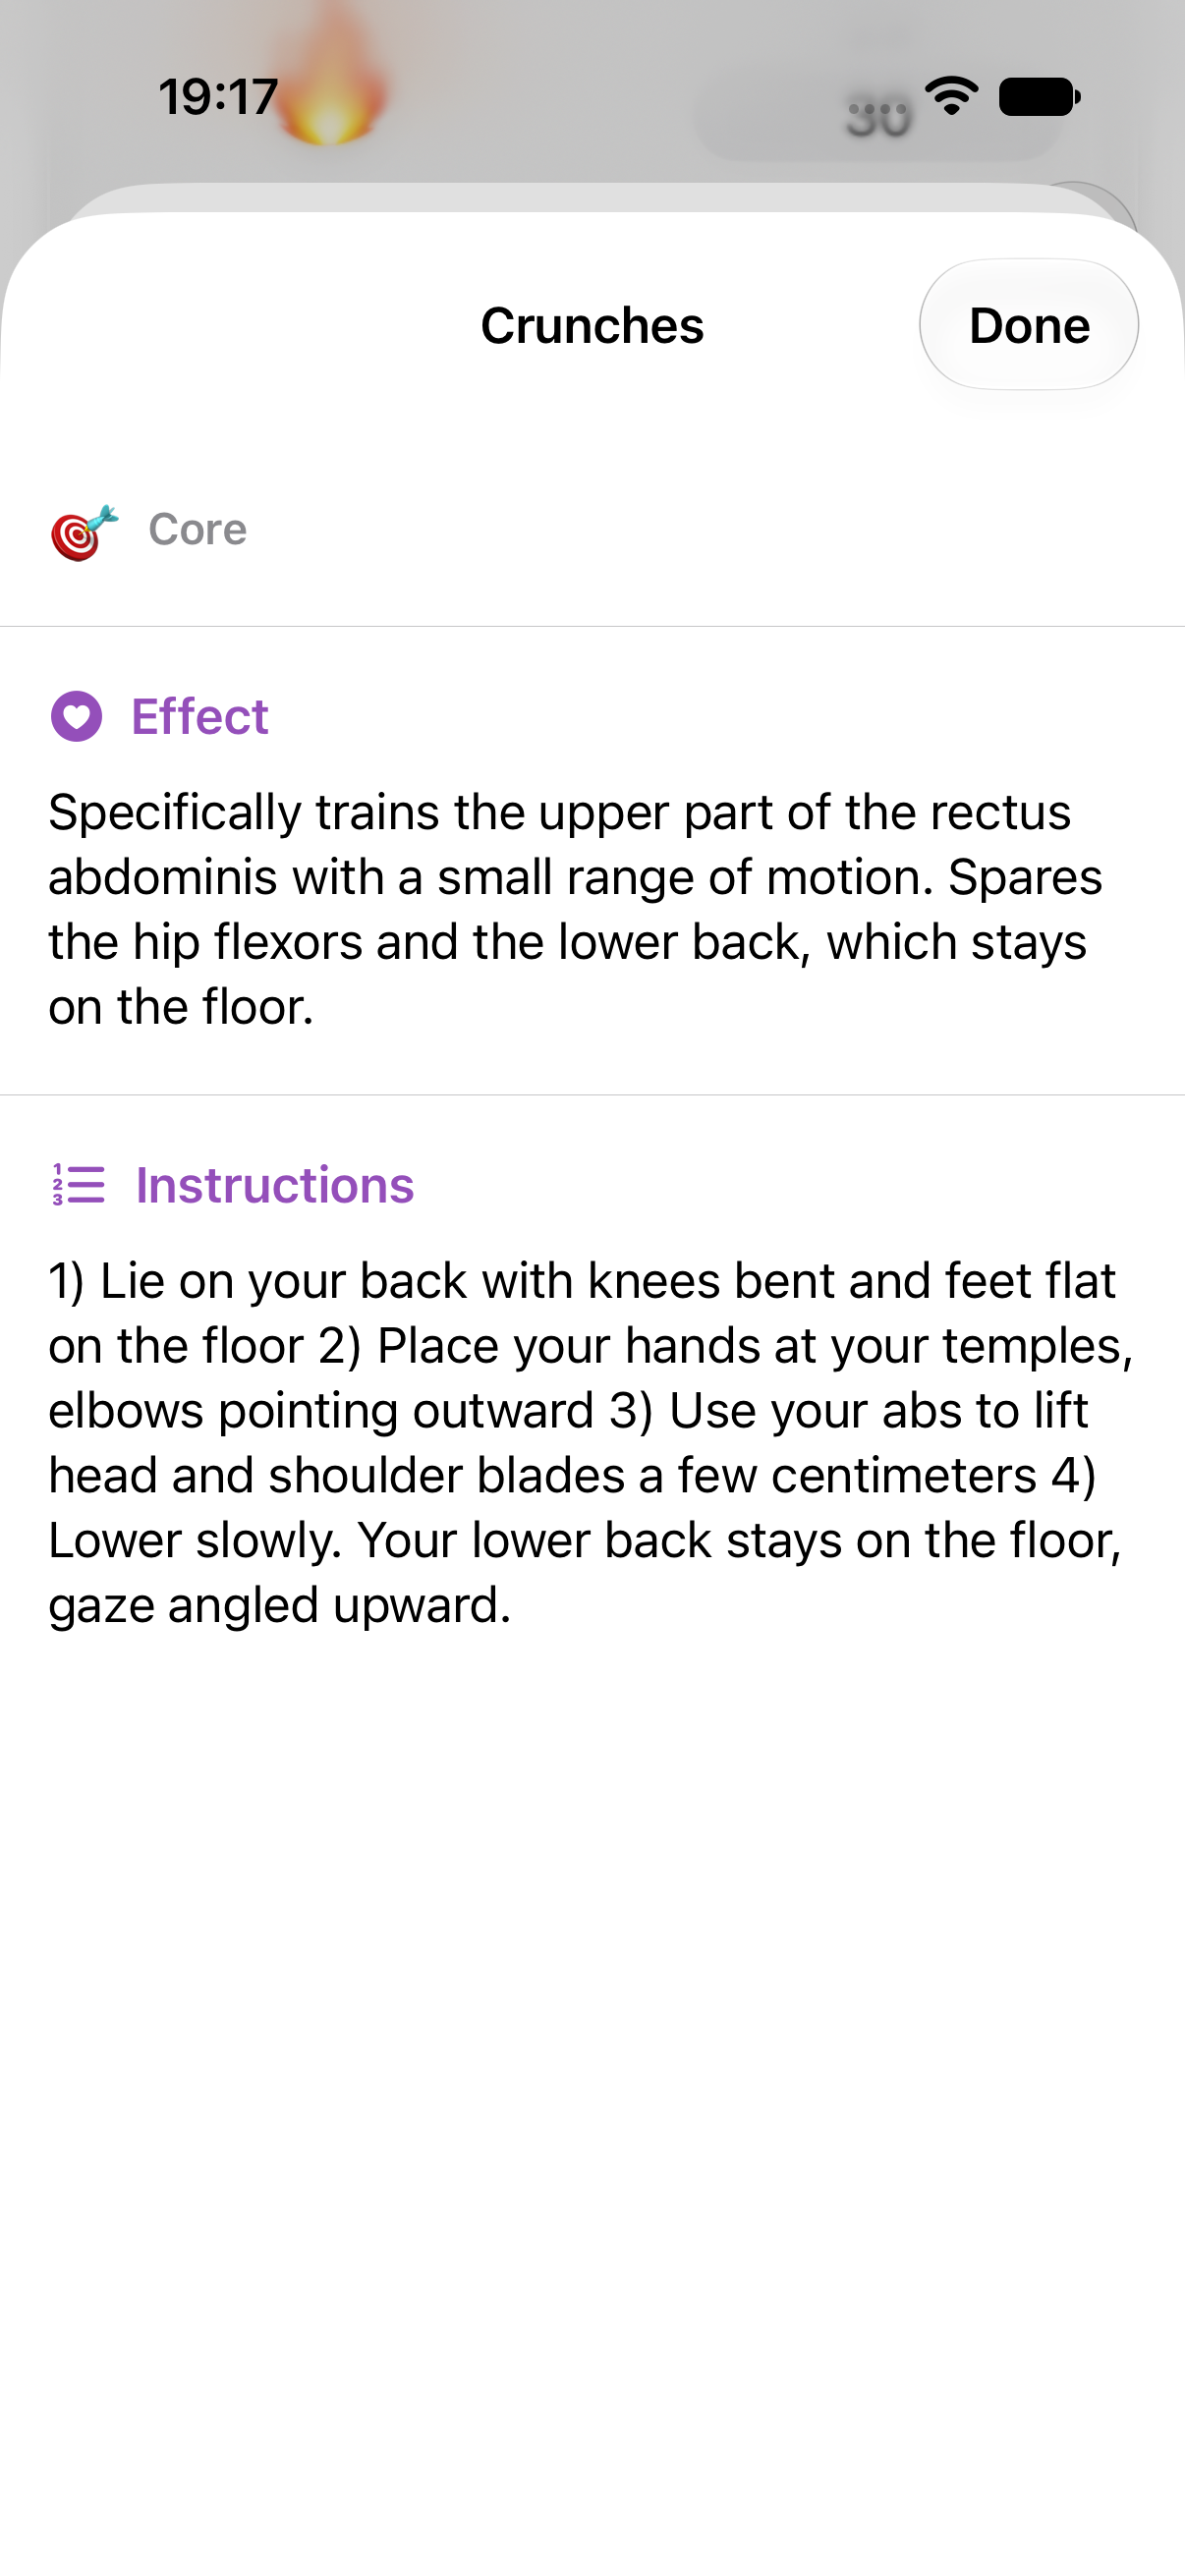 19:17
30
Crunches
Done
Core
Effect
Specifically trains the upper part of the rectus
abdominis with a small range of motion. Spares
the hip flexors and the lower back, which stays
on the floor.
1
2
3
Instructions
1) Lie on your back with knees bent and feet flat
on the floor 2) Place your hands at your temples,
elbows pointing outward 3) Use your abs to lift
head and shoulder blades a few centimeters 4)
Lower slowly. Your lower back stays on the floor,
gaze angled upward.